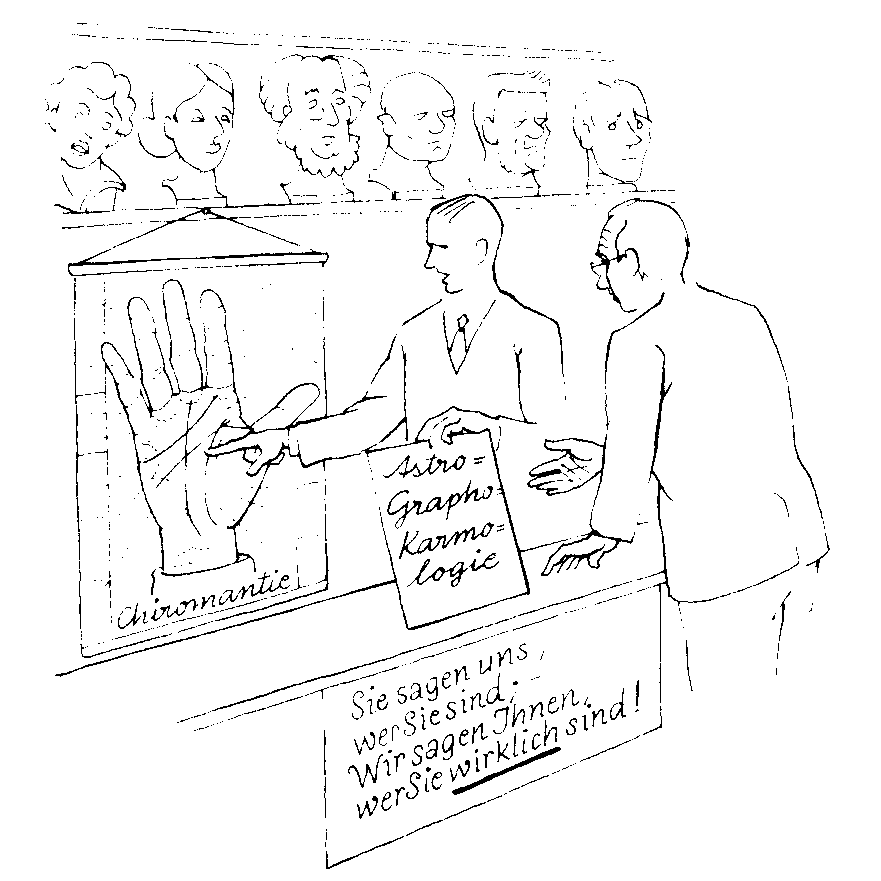 Chiromantie
Astro=
Grapho=
Karmo=
logie
Sie sagen uns,
wer Sie sind; -
Wir sagen Ihnen,
wer Sie wirklich sind!